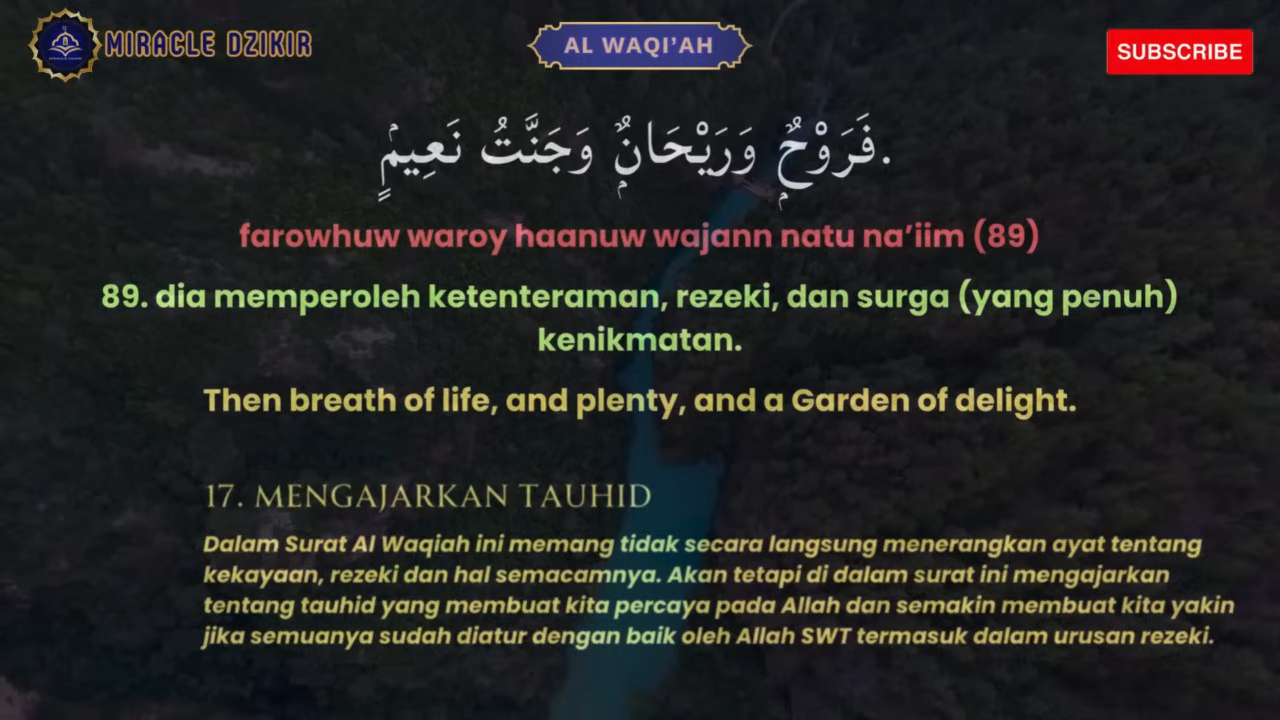 MIRACLE DZIKIR
AL WAQI'AH
SUBSCRIBE
فَرَوْحٌۭ وَرَيْحَانٌۭ وَجَنَّتُ نَعِيمٍۢ.
farowhuw waroy haanuw wajann natu na'iim (89)
89. dia memperoleh ketenteraman, rezeki, dan surga (yang penuh)
kenikmatan.
Then breath of life, and plenty, and a Garden of delight.
17. MENGAJARKAN TAUHID
Dalam Surat Al Waqiah ini memang tidak secara langsung menerangkan ayat tentang
kekayaan, rezeki dan hal semacamnya. Akan tetapi di dalam surat ini mengajarkan
tentang tauhid yang membuat kita percaya pada Allah dan semakin membuat kita yakin
jika semuanya sudah diatur dengan baik oleh Allah SWT termasuk dalam urusan rezeki.